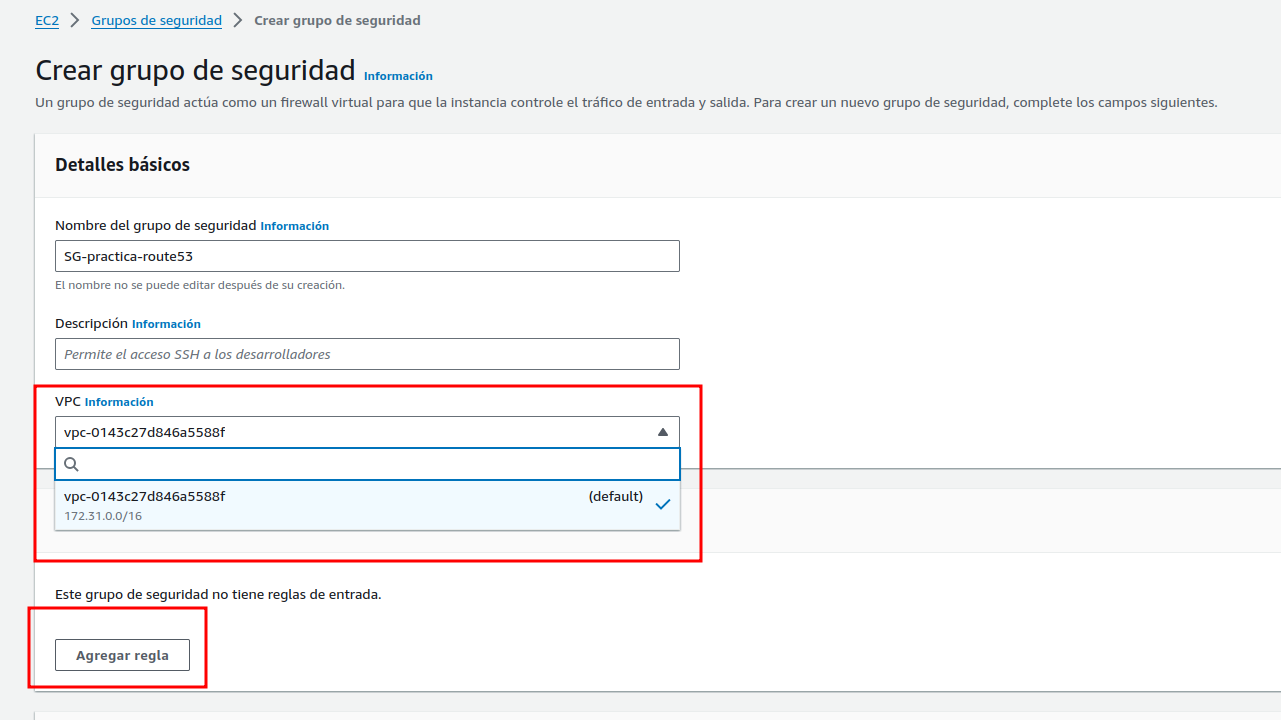 EC2 > Grupos de seguridad > Crear grupo de seguridad
Crear grupo de seguridad Información
Un grupo de seguridad actúa como un firewall virtual para que la instancia controle el tráfico de entrada y salida. Para crear un nuevo grupo de seguridad, complete los campos siguientes.
Detalles básicos
Nombre del grupo de seguridad Información
SG-practica-route53
El nombre no se puede editar después de su creación.
Descripción Información
Permite el acceso SSH a los desarrolladores
VPC Información
vpc-0143c27d846a5588f
vpc-0143c27d846a5588f (default)
172.31.0.0/16
Este grupo de seguridad no tiene reglas de entrada.
Agregar regla